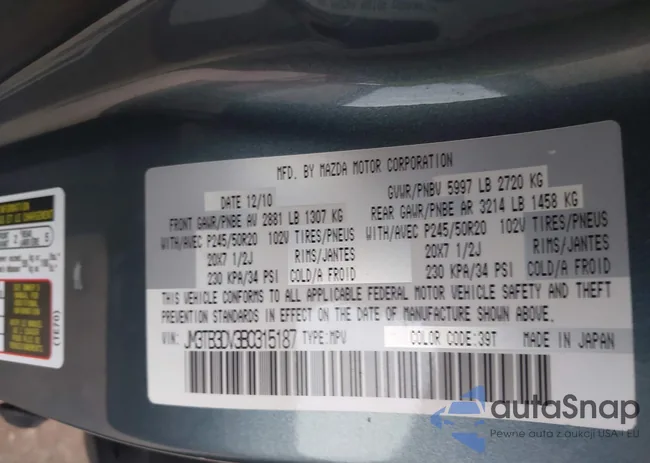 MFD. BY MAZDA MOTOR CORPORATION
DATE 12/10 GVWR/PNBV 5997 LB 2720 KG
FRONT GAWR/PNBE AV 2881 LB 1307 KG REAR GAWR/PNBE AR 3214 LB 1458 KG
WITH/AVEC P245/50R20 102V TIRES/PNEUS WITH/AVEC P245/50R20 102V TIRES/PNEUS
20X7 1/2J RIMS/JANTES 20X7 1/2J RIMS/JANTES
230 KPA/34 PSI COLD/A FROID 230 KPA/34 PSI COLD/A FROID
THIS VEHICLE CONFORMS TO ALL APPLICABLE FEDERAL MOTOR VEHICLE SAFETY AND THEFT
PREVENTION STANDARDS IN EFFECT ON THE DATE OF MANUFACTURE SHOWN ABOVE.
VIN: JM3TB3DV3B0315187 TYPE: MPV COLOR CODE:39T MADE IN JAPAN
(TE70)
autaSnap
Pewne auta z aukcji USA i EU